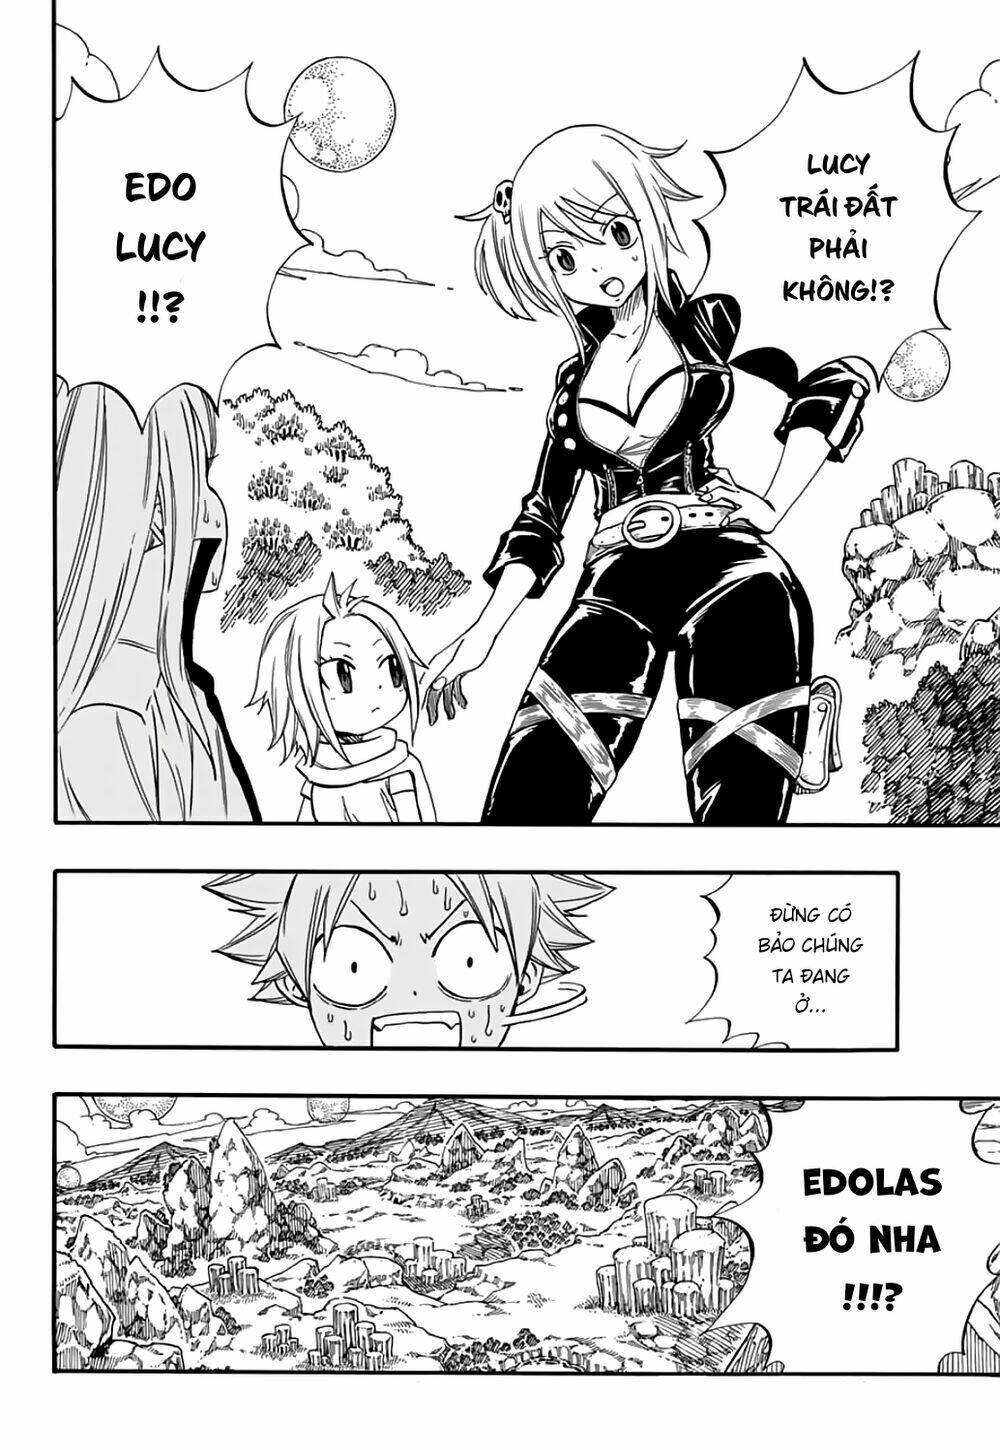 EDO
LUCY
!!?
LUCY
TRÁI ĐẤT
PHẢI
KHÔNG!?
ĐỪNG CÓ
BẢO CHÚNG
TA ĐANG
Ở...
EDOLAS
ĐÓ NHA
!!!?